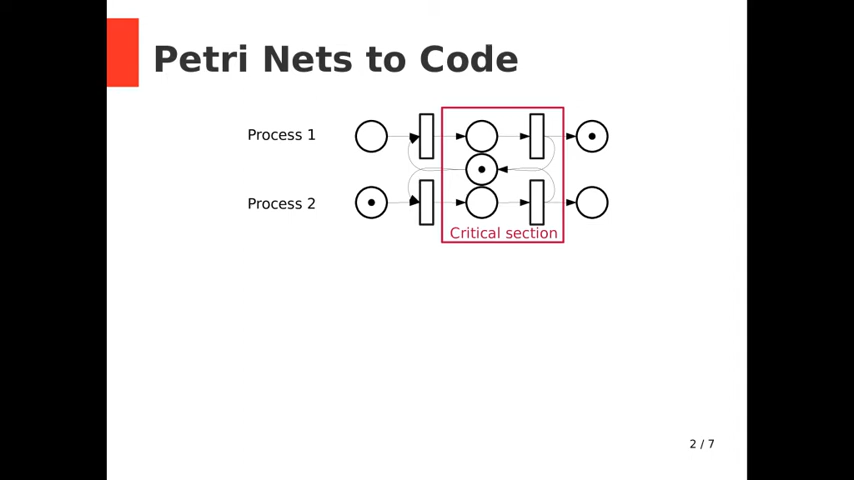 Petri Nets to Code
Process 1
Process 2
Critical section
2 / 7